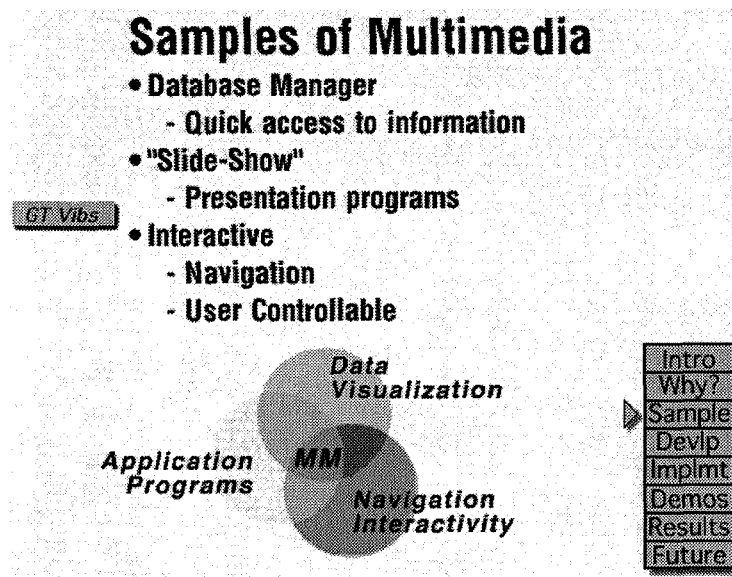 Samples of Multimedia
• Database Manager
- Quick access to information
• "Slide-Show"
- Presentation programs
GT Vibs
• Interactive
- Navigation
- User Controllable
Data
Visualization
Application
Programs
MM
Navigation
Interactivity
Intro
Why?
Sample
Devlp
Implmt
Demos
Results
Future